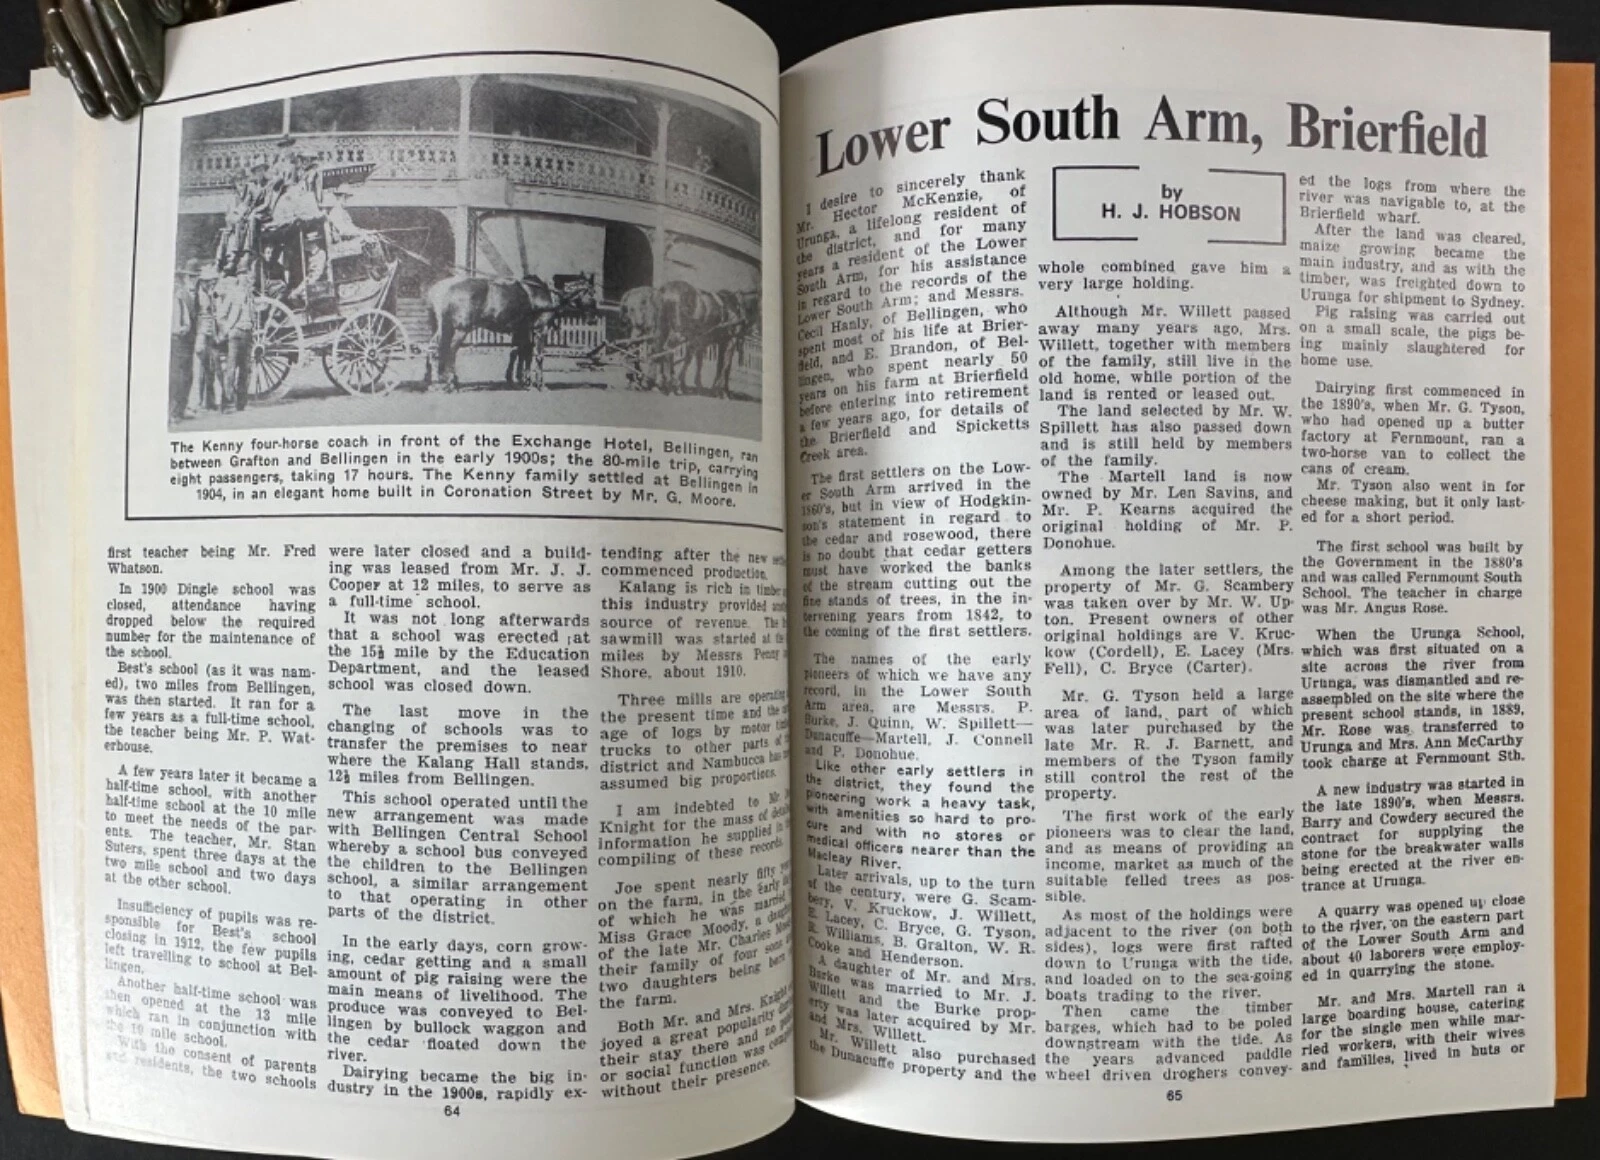 The Kenny four-horse coach in front of the Exchange Hotel, Bellingen, ran
between Grafton and Bellingen in the early 1900s; the 80-mile trip, carrying
eight passengers, taking 17 hours. The Kenny family settled at Bellingen in
1904, in an elegant home built in Coronation Street by Mr. G. Moore.
first teacher being Mr. Fred
Whatson.
In 1900 Dingle school was
closed, attendance having
dropped below the required
number for the maintenance of
the school.
Best's school (as it was nam-
ed), two miles from Bellingen,
was then started. It ran for a
few years as a full-time school,
the teacher being Mr. P. Wat-
erhouse.
A few years later it became a
half-time school, with another
half-time school at the 10 mile
to meet the needs of the par-
ents. The teacher, Mr. Stan
Suters, spent three days at the
two mile school and two days
at the other school.
Insufficiency of pupils was re-
sponsible for Best's school
closing in 1912, the few pupils
left travelling to school at Bel-
lingen.
Another half-time school was
then opened at the 13 mile
which ran in conjunction with
the 10 mile school.
With the consent of parents
and residents, the two schools
were later closed and a build-
ing was leased from Mr. J. J.
Cooper at 12 miles, to serve as
a full-time school.
It was not long afterwards
that a school was erected at
the 15½ mile by the Education
Department, and the leased
school was closed down.
The last move in the
changing of schools was to
transfer the premises to near
where the Kalang Hall stands,
12½ miles from Bellingen.
This school operated until the
new arrangement was made
with Bellingen Central School
whereby a school bus conveyed
the children to the Bellingen
school, a similar arrangement
to that operating in other
parts of the district.
In the early days, corn grow-
ing, cedar getting and a small
amount of pig raising were the
main means of livelihood. The
produce was conveyed to Bel-
lingen by bullock waggon and
the cedar floated down the
river.
Dairying became the big in-
dustry in the 1900s, rapidly ex-
tending after the new
commenced production.
Kalang is rich in timber
this industry provided
source of revenue. The
sawmill was started at the
miles by Messrs Penny
Shore, about 1910.
Three mills are operating
the present time and the
age of logs by motor
trucks to other parts of
district and Nambucca has
assumed big proportions.
I am indebted to Mr.
Knight for the mass of
information he supplied in
compiling of these records.
Joe spent nearly fifty
on the farm, in the early
of which he was married
Miss Grace Moody, a
of the late Mr. Charles
their family of four sons
two daughters being born
the farm.
Both Mr. and Mrs. Knight
joyed a great popularity
their stay there and no
or social function was
without their presence.
64
Lower South Arm, Brierfield
by
H. J. HOBSON
I desire to sincerely thank
Mr. Hector McKenzie, of
Urunga, a lifelong resident of
the district, and for many
years a resident of the Lower
South Arm, for his assistance
in regard to the records of the
Lower South Arm; and Messrs.
Cecil Hanly, of Bellingen, who
spent most of his life at Brier-
field, and E. Brandon, of Bel-
lingen, who spent nearly 50
years on his farm at Brierfield
before entering into retirement
a few years ago, for details of
the Brierfield and Spicketts
Creek area.
The first settlers on the Low-
er South Arm arrived in the
1860's, but in view of Hodgkin-
son's statement in regard to
the cedar and rosewood, there
is no doubt that cedar getters
must have worked the banks
of the stream cutting out the
fine stands of trees, in the in-
tervening years from 1842, to
the coming of the first settlers.
The names of the early
pioneers of which we have any
record, in the Lower South
Arm area, are Messrs. P.
Burke, J. Quinn, W. Spillett—
Dunacuffe—Martell, J. Connell
and P. Donohue.
Like other early settlers in
the district, they found the
pioneering work a heavy task,
with amenities so hard to pro-
cure and with no stores or
medical officers nearer than the
Macleay River.
Later arrivals, up to the turn
of the century, were G. Scam-
bery, V. Kruckow, J. Willett,
E. Lacey, C. Bryce, G. Tyson,
R. Williams, B. Gralton, W. R.
Cooke and Henderson.
A daughter of Mr. and Mrs.
Burke was married to Mr. J.
Willett and the Burke prop-
erty was later acquired by Mr.
and Mrs. Willett.
Mr. Willett also purchased
the Dunacuffe property and the
whole combined gave him a
very large holding.
Although Mr. Willett passed
away many years ago, Mrs.
Willett, together with members
of the family, still live in the
old home, while portion of the
land is rented or leased out.
The land selected by Mr. W.
Spillett has also passed down
and is still held by members
of the family.
The Martell land is now
owned by Mr. Len Savins, and
Mr. P. Kearns acquired the
original holding of Mr. P.
Donohue.
Among the later settlers, the
property of Mr. G. Scambery
was taken over by Mr. W. Up-
ton. Present owners of other
original holdings are V. Kruc-
kow (Cordell), E. Lacey (Mrs.
Fell), C. Bryce (Carter).
Mr. G. Tyson held a large
area of land, part of which
was later purchased by the
late Mr. R. J. Barnett, and
members of the Tyson family
still control the rest of the
property.
The first work of the early
pioneers was to clear the land,
and as means of providing an
income, market as much of the
suitable felled trees as pos-
sible.
As most of the holdings were
adjacent to the river (on both
sides), logs were first rafted
down to Urunga with the tide,
and loaded on to the sea-going
boats trading to the river.
Then came the timber
barges, which had to be poled
downstream with the tide. As
the years advanced paddle
wheel driven droghers convey-
ed the logs from where the
river was navigable to, at the
Brierfield wharf.
After the land was cleared,
maize growing became the
main industry, and as with the
timber, was freighted down to
Urunga for shipment to Sydney.
Pig raising was carried out
on a small scale, the pigs be-
ing mainly slaughtered for
home use.
Dairying first commenced in
the 1890's, when Mr. G. Tyson,
who had opened up a butter
factory at Fernmount, ran a
two-horse van to collect the
cans of cream.
Mr. Tyson also went in for
cheese making, but it only last-
ed for a short period.
The first school was built by
the Government in the 1880's
and was called Fernmount South
School. The teacher in charge
was Mr. Angus Rose.
When the Urunga School,
which was first situated on a
site across the river from
Urunga, was dismantled and re-
assembled on the site where the
present school stands, in 1889,
Mr. Rose was transferred to
Urunga and Mrs. Ann McCarthy
took charge at Fernmount Sth.
A new industry was started in
the late 1890's, when Messrs.
Barry and Cowdery secured the
contract for supplying the
stone for the breakwater walls
being erected at the river en-
trance at Urunga.
A quarry was opened up close
to the river, on the eastern part
of the Lower South Arm and
about 40 laborers were employ-
ed in quarrying the stone.
Mr. and Mrs. Martell ran a
large boarding house, catering
for the single men while mar-
ried workers, with their wives
and families, lived in huts or
65